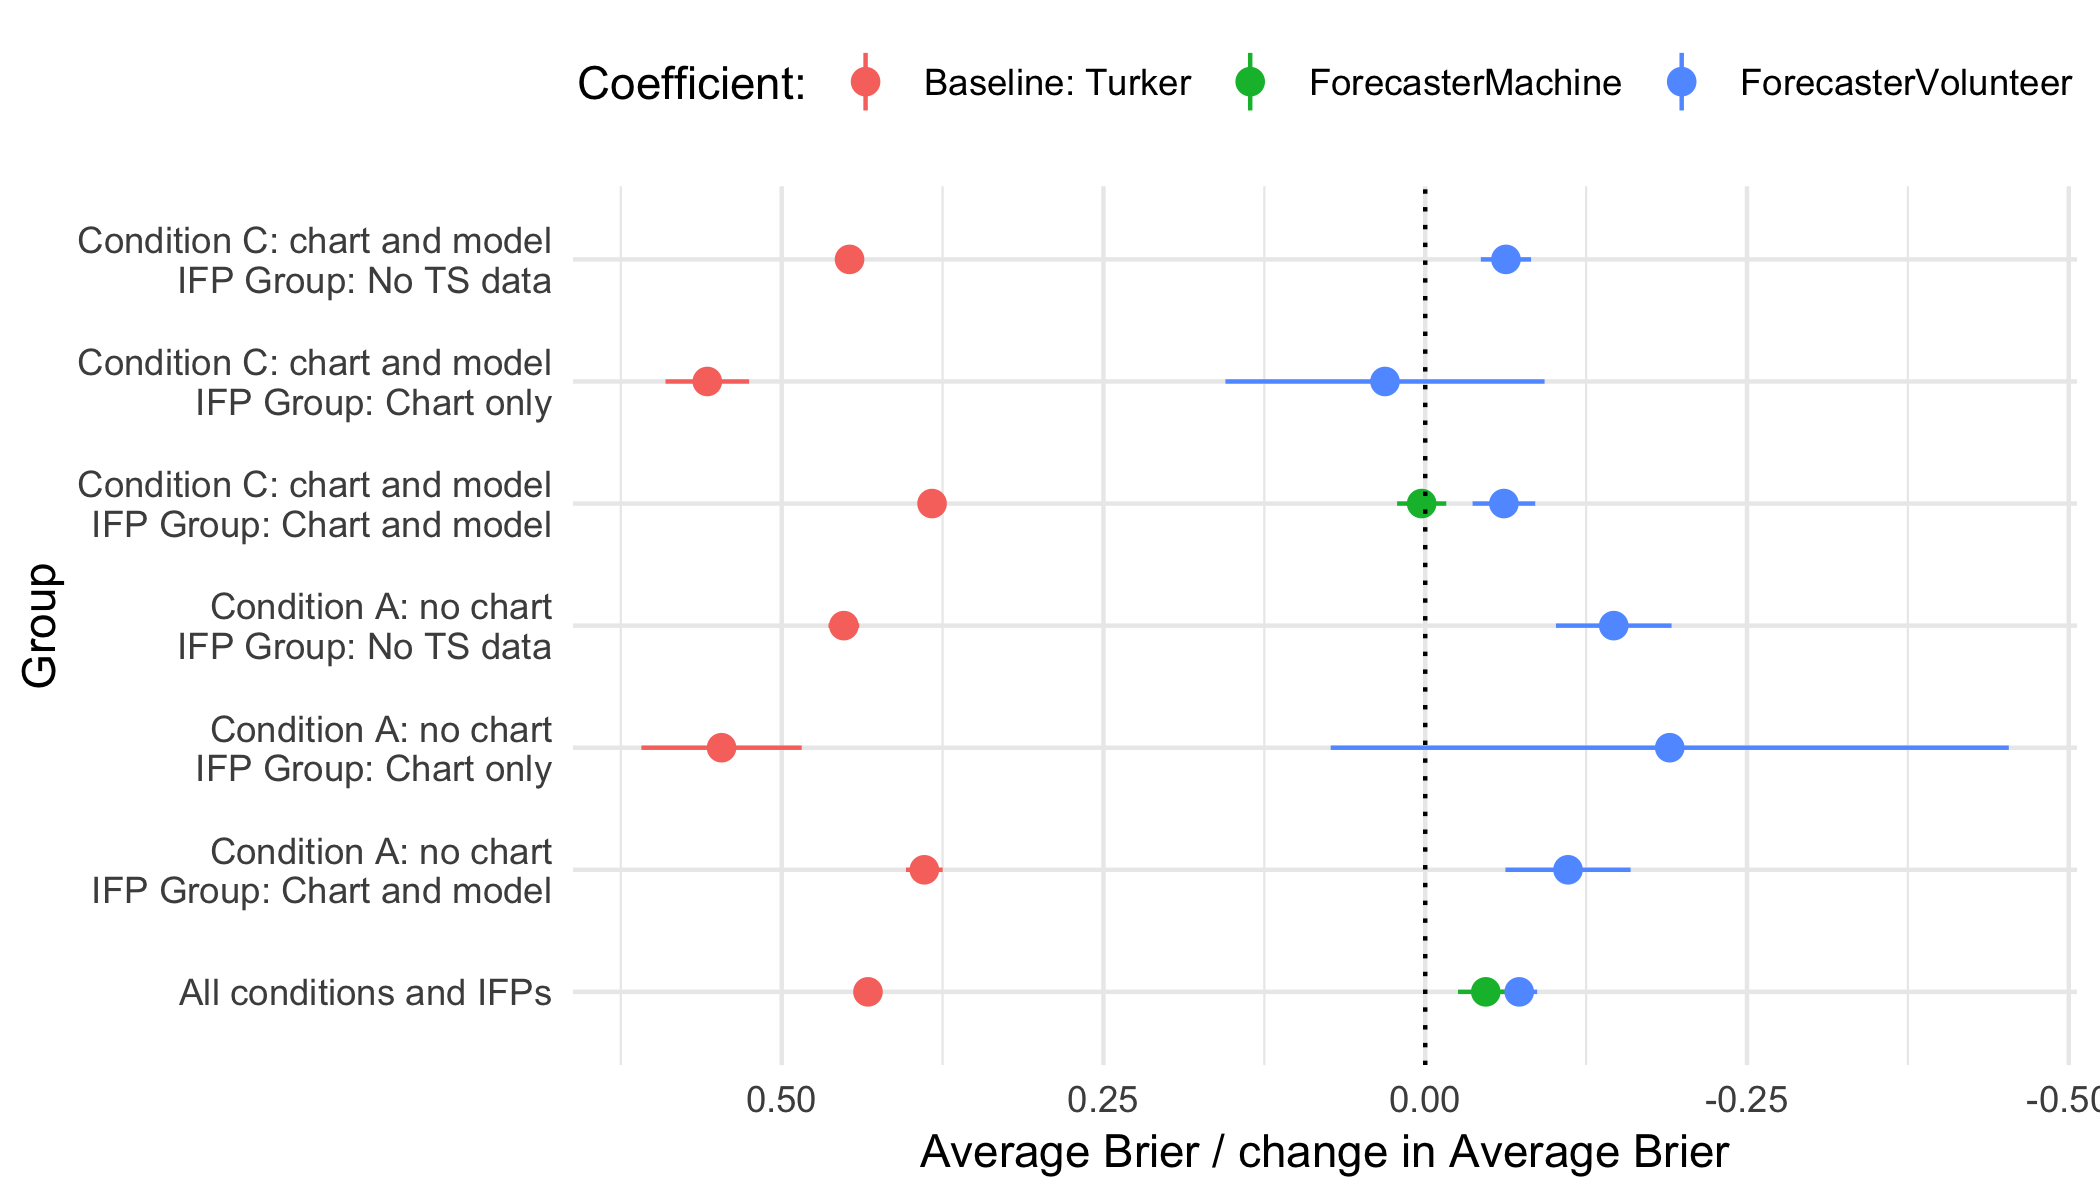 Coefficient: Baseline: Turker ForecasterMachine ForecasterVolunteer
Group
Condition C: chart and model
IFP Group: No TS data
Condition C: chart and model
IFP Group: Chart only
Condition C: chart and model
IFP Group: Chart and model
Condition A: no chart
IFP Group: No TS data
Condition A: no chart
IFP Group: Chart only
Condition A: no chart
IFP Group: Chart and model
All conditions and IFPs
0.50 0.25 0.00 -0.25 -0.50
Average Brier / change in Average Brier